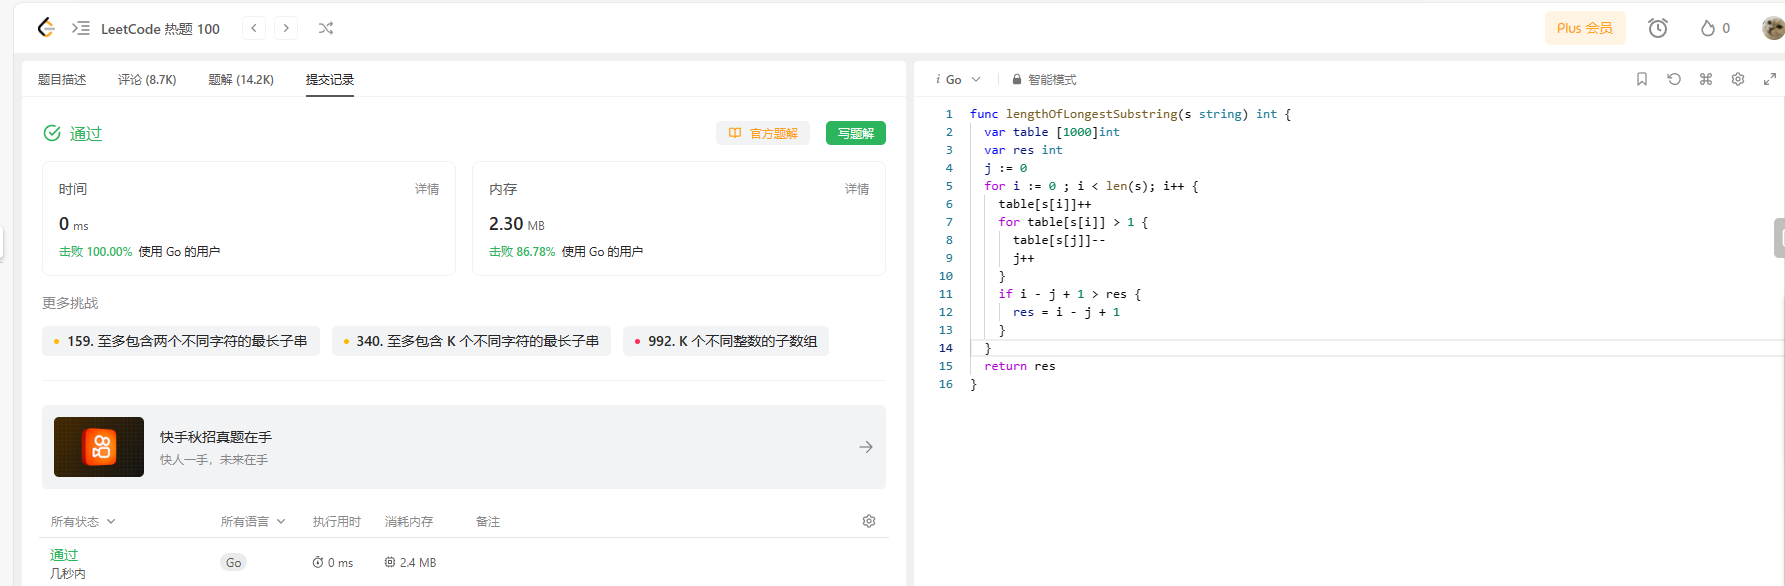 LeetCode 热题 100
Plus 会员
0
题目描述
评论 (8.7K)
题解 (14.2K)
提交记录
通过
官方题解
写题解
时间
详情
0 ms
击败 100.00% 使用 Go 的用户
内存
详情
2.30 MB
击败 86.78% 使用 Go 的用户
更多挑战
159. 至多包含两个不同字符的最长子串
340. 至多包含 K 个不同字符的最长子串
992. K 个不同整数的子数组
快手秋招真题在手
快人一手，未来在手
所有状态
所有语言
执行用时
消耗内存
备注
通过
几秒内
Go
0 ms
2.4 MB
i Go
智能模式
1 func lengthOfLongestSubstring(s string) int {
2 var table [1000]int
3 var res int
4 j := 0
5 for i := 0 ; i < len(s); i++ {
6 table[s[i]]++
7 for table[s[i]] > 1 {
8 table[s[j]]--
9 j++
10 }
11 if i - j + 1 > res {
12 res = i - j + 1
13 }
14 }
15 return res
16 }